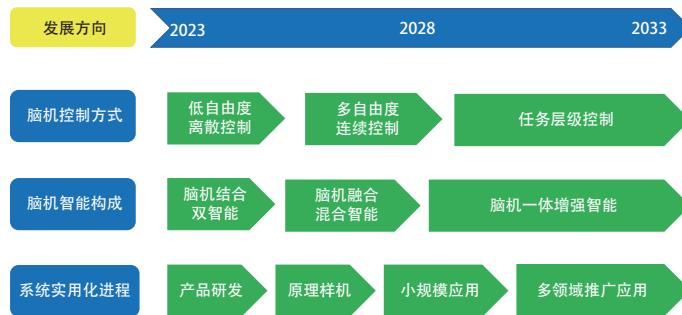 发展方向
2023
2028
2033
脑机控制方式
低自由度
离散控制
多自由度
连续控制
任务层级控制
脑机智能构成
脑机结合
双智能
脑机融合
混合智能
脑机一体增强智能
系统实用化进程
产品研发
原理样机
小规模应用
多领域推广应用